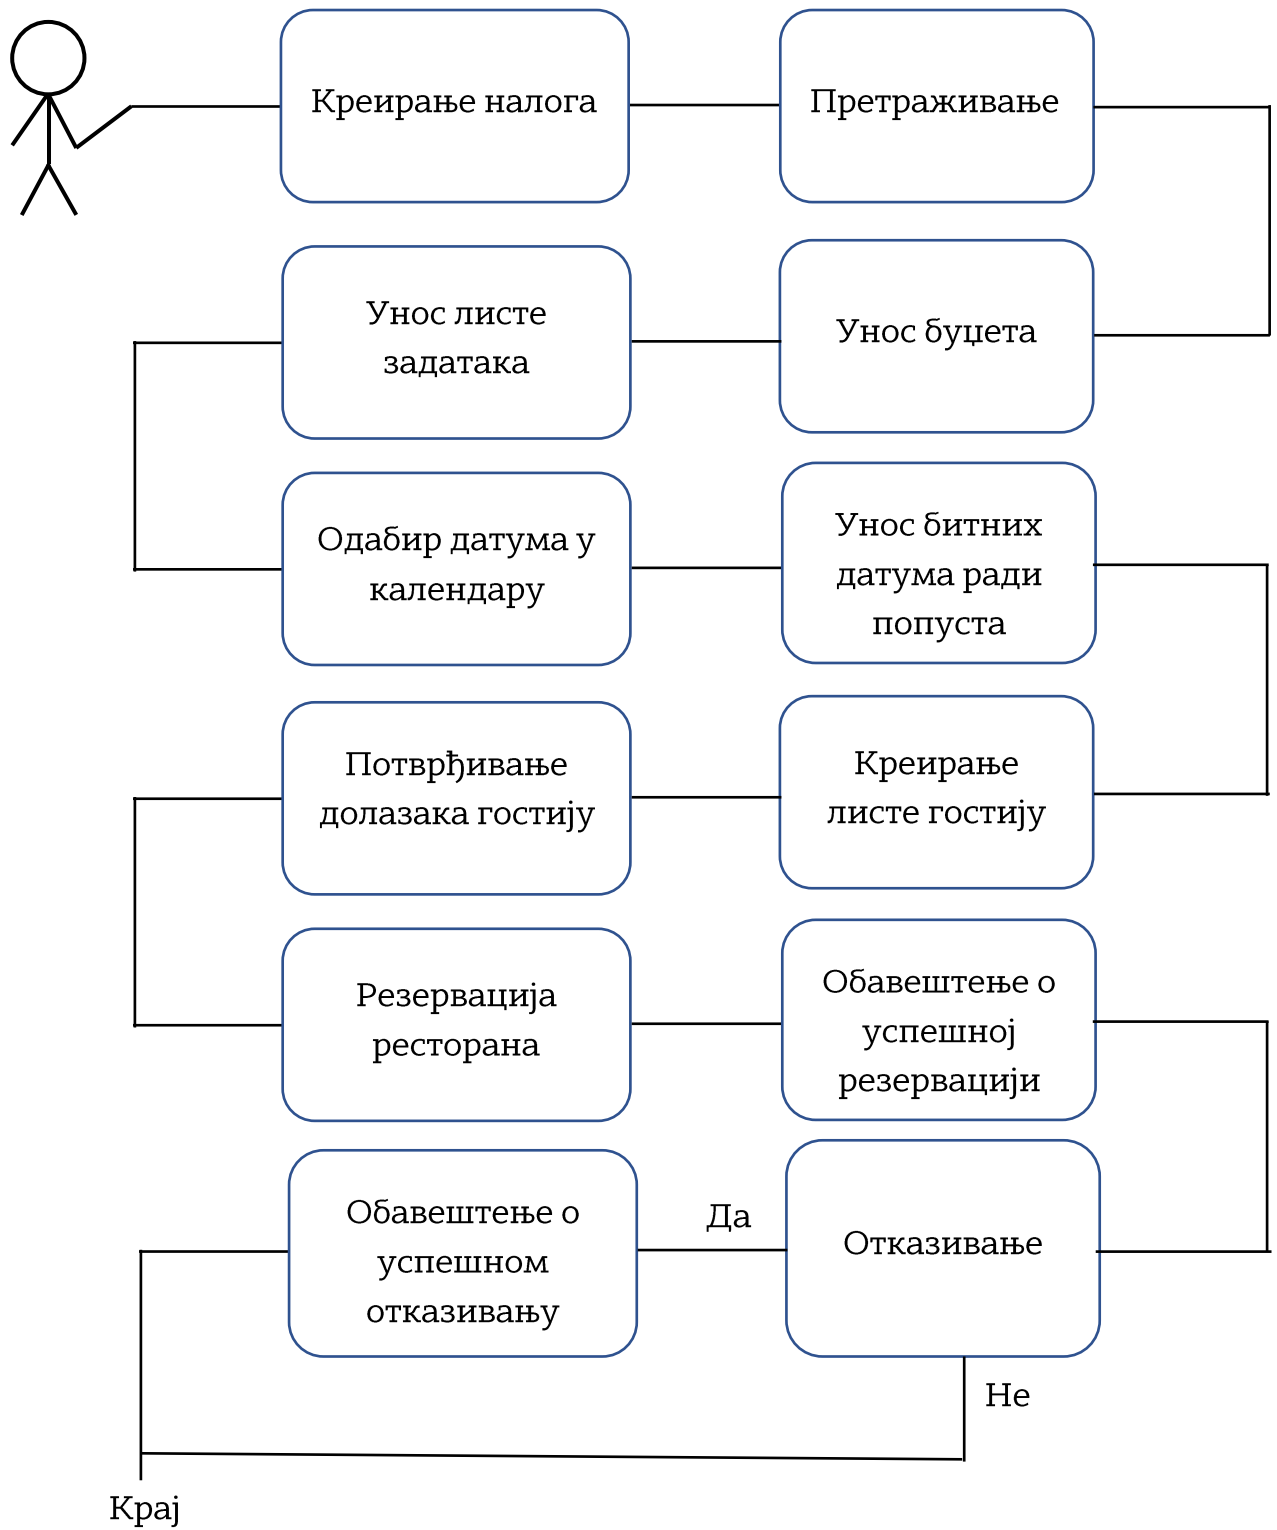 Креирање налога
Претраживање
Унос листе
задатака
Унос буџета
Одабир датума у
календару
Унос битних
датума ради
попуста
Потврђивање
долазака гостију
Креирање
листе гостију
Резервација
ресторана
Обавештење о
успешној
резервацији
Обавештење о
успешном
отказивању
Да
Отказивање
Не
Крај